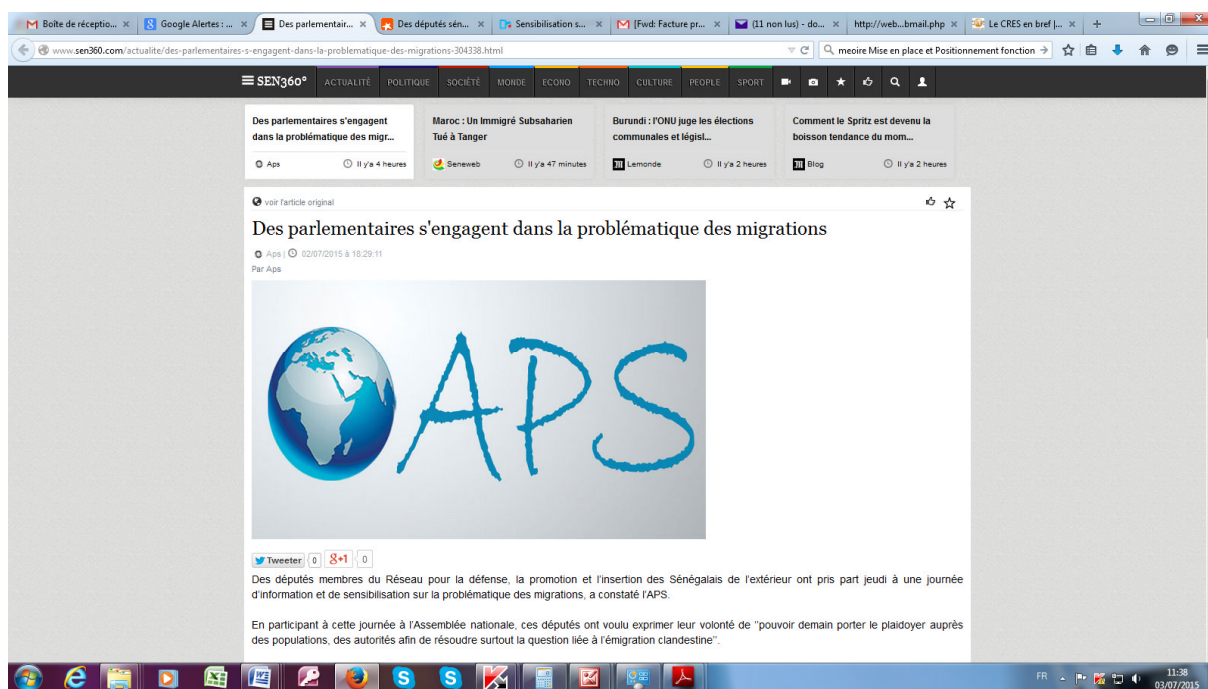 Boîte de réceptio...
Google Alertes : ...
Des parlementair...
Des députés sén...
Sensibilisation s...
[Fwd: Facture pr...
(11 non lus) - do...
http://web...bmail.php
Le CRES en bref |...
www.sen360.com/actualite/des-parlementaires-s-engagent-dans-la-problematique-des-migrations-304338.html
meoire Mise en place et Positionnement fonction
SEN360°
ACTUALITÉ POLITIQUE SOCIÉTÉ MONDE ECONO TECHNO CULTURE PEOPLE SPORT
Des parlementaires s'engagent
dans la problématique des migr...
Aps Il y'a 4 heures
Maroc : Un Immigré Subsaharien
Tué à Tanger
Seneweb Il y'a 47 minutes
Burundi : l'ONU juge les élections
communales et législ...
Lemonde Il y'a 2 heures
Comment le Spritz est devenu la
boisson tendance du mom...
Blog Il y'a 2 heures
voir l'article original
Des parlementaires s'engagent dans la problématique des migrations
Aps | 02/07/2015 à 18:29:11
Par Aps
APS
Tweeter 0 g+1 0
Des députés membres du Réseau pour la défense, la promotion et l'insertion des Sénégalais de l'extérieur ont pris part jeudi à une journée
d'information et de sensibilisation sur la problématique des migrations, a constaté l'APS.
En participant à cette journée à l'Assemblée nationale, ces députés ont voulu exprimer leur volonté de ''pouvoir demain porter le plaidoyer auprès
des populations, des autorités afin de résoudre surtout la question liée à l'émigration clandestine''.
FR
11:38
03/07/2015